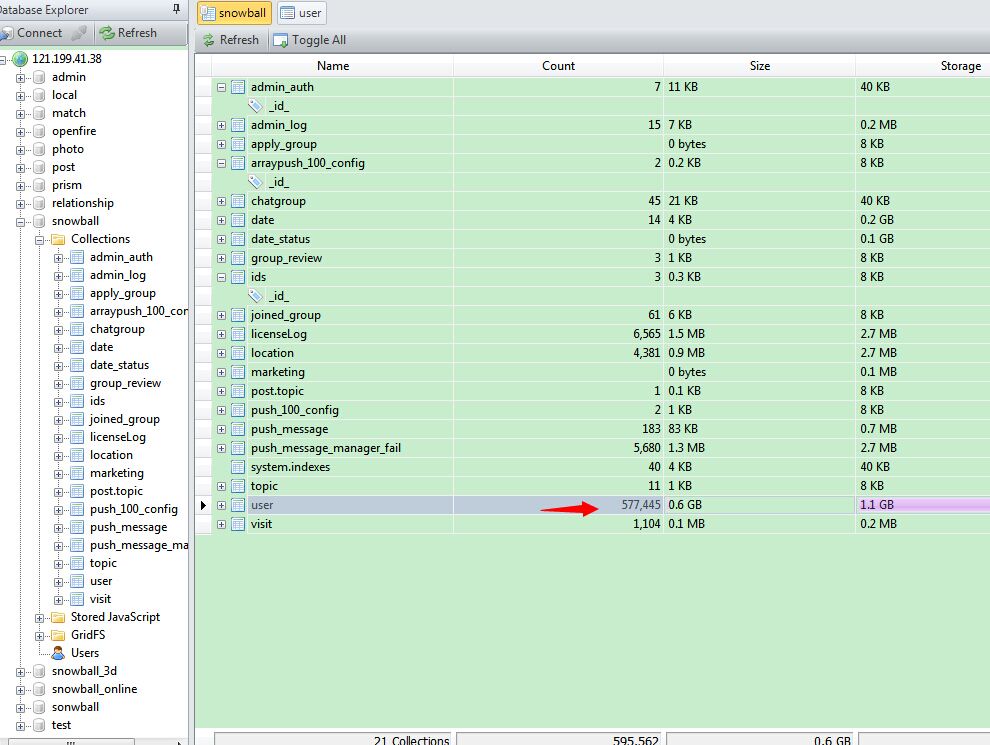 Database Explorer
Connect Refresh
121.199.41.38
admin
local
match
openfire
photo
post
prism
relationship
snowball
Collections
admin_auth
admin_log
apply_group
arraypush_100_con
chatgroup
date
date_status
group_review
ids
joined_group
licenseLog
location
marketing
post.topic
push_100_config
push_message
push_message_ma
topic
user
visit
Stored JavaScript
GridFS
Users
snowball_3d
snowball_online
sonwball
test
snowball user
Refresh Toggle All
Name Count Size Storage
admin_auth 7 11 KB 40 KB
_id_
admin_log 15 7 KB 0.2 MB
apply_group 0 bytes 8 KB
arraypush_100_config 2 0.2 KB 8 KB
_id_
chatgroup 45 21 KB 40 KB
date 14 4 KB 0.2 GB
date_status 0 bytes 0.1 GB
group_review 3 1 KB 8 KB
ids 3 0.3 KB 8 KB
_id_
joined_group 61 6 KB 8 KB
licenseLog 6,565 1.5 MB 2.7 MB
location 4,381 0.9 MB 2.7 MB
marketing 0 bytes 0.1 MB
post.topic 1 0.1 KB 8 KB
push_100_config 2 1 KB 8 KB
push_message 183 83 KB 0.7 MB
push_message_manager_fail 5,680 1.3 MB 2.7 MB
system.indexes 40 4 KB 40 KB
topic 11 1 KB 8 KB
user 577,445 0.6 GB 1.1 GB
visit 1,104 0.1 MB 0.2 MB
21 Collections 595,562 0.6 GB